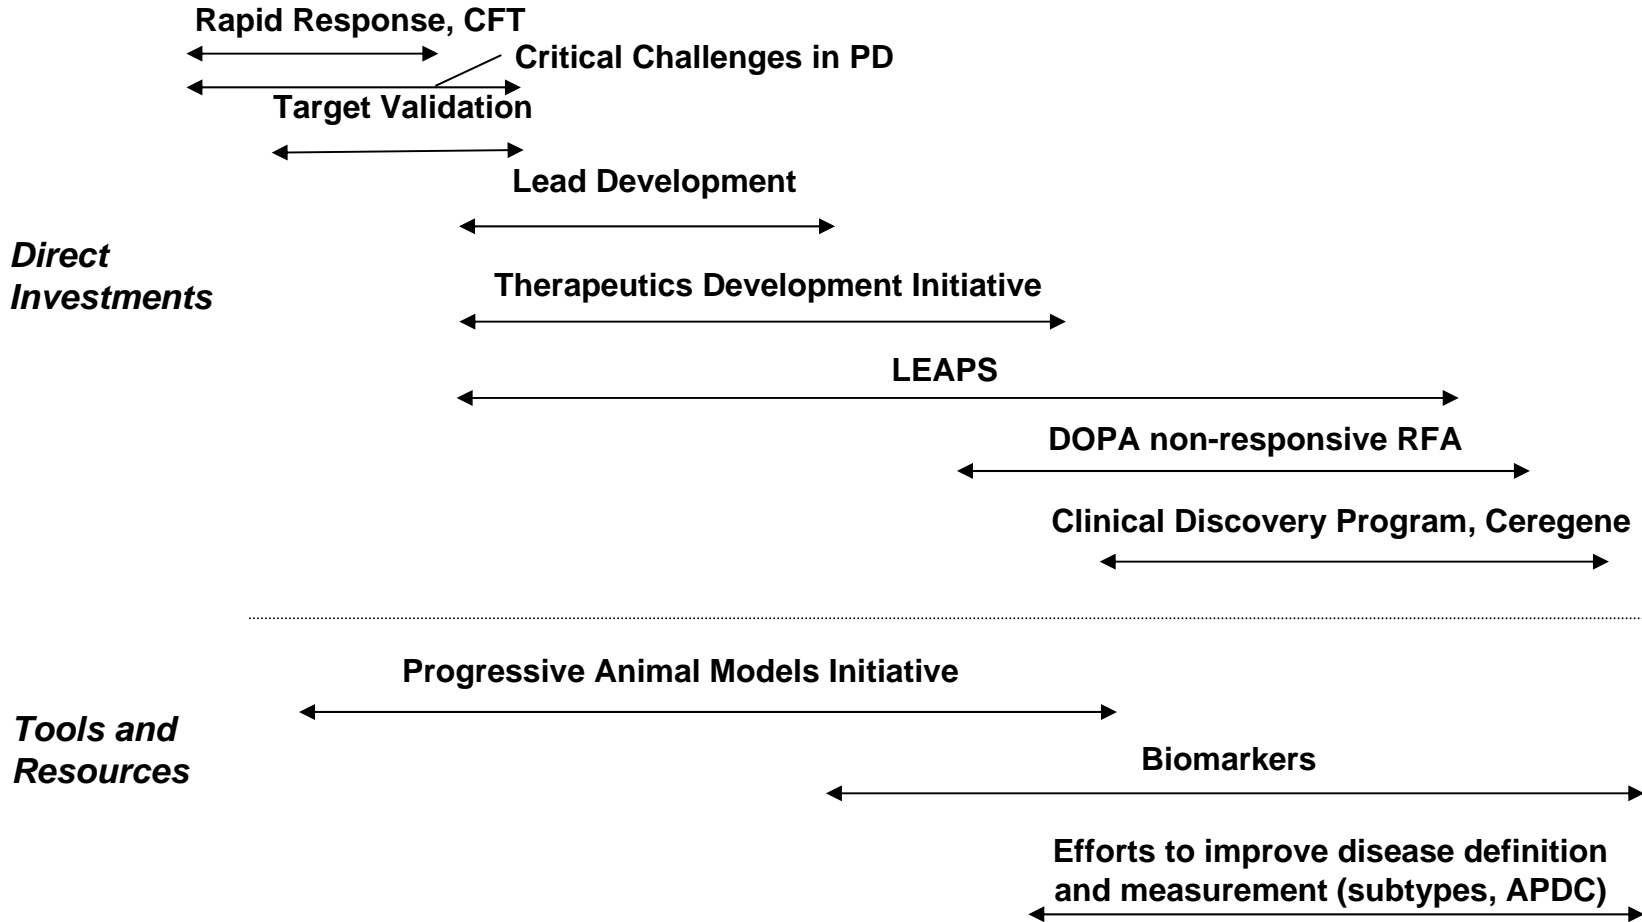 Rapid Response, CFT
Critical Challenges in PD
Target Validation
Lead Development
Direct
Investments
Therapeutics Development Initiative
LEAPS
DOPA non-responsive RFA
Clinical Discovery Program, Ceregene
Progressive Animal Models Initiative
Tools and
Resources
Biomarkers
Efforts to improve disease definition
and measurement (subtypes, APDC)